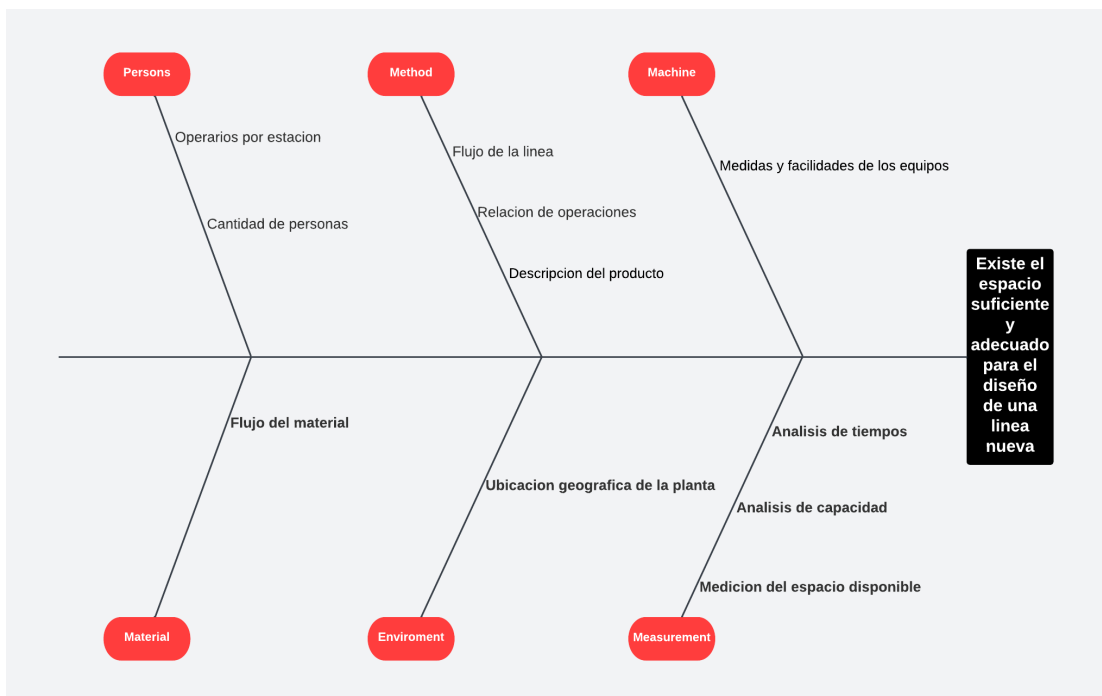 Persons
Method
Machine
Operarios por estacion
Flujo de la linea
Medidas y facilidades de los equipos
Cantidad de personas
Relacion de operaciones
Descripcion del producto
Existe el
espacio
suficiente
y
adecuado
para el
diseño
de una
linea
nueva
Flujo del material
Analisis de tiempos
Ubicacion geografica de la planta
Analisis de capacidad
Medicion del espacio disponible
Material
Enviroment
Measurement